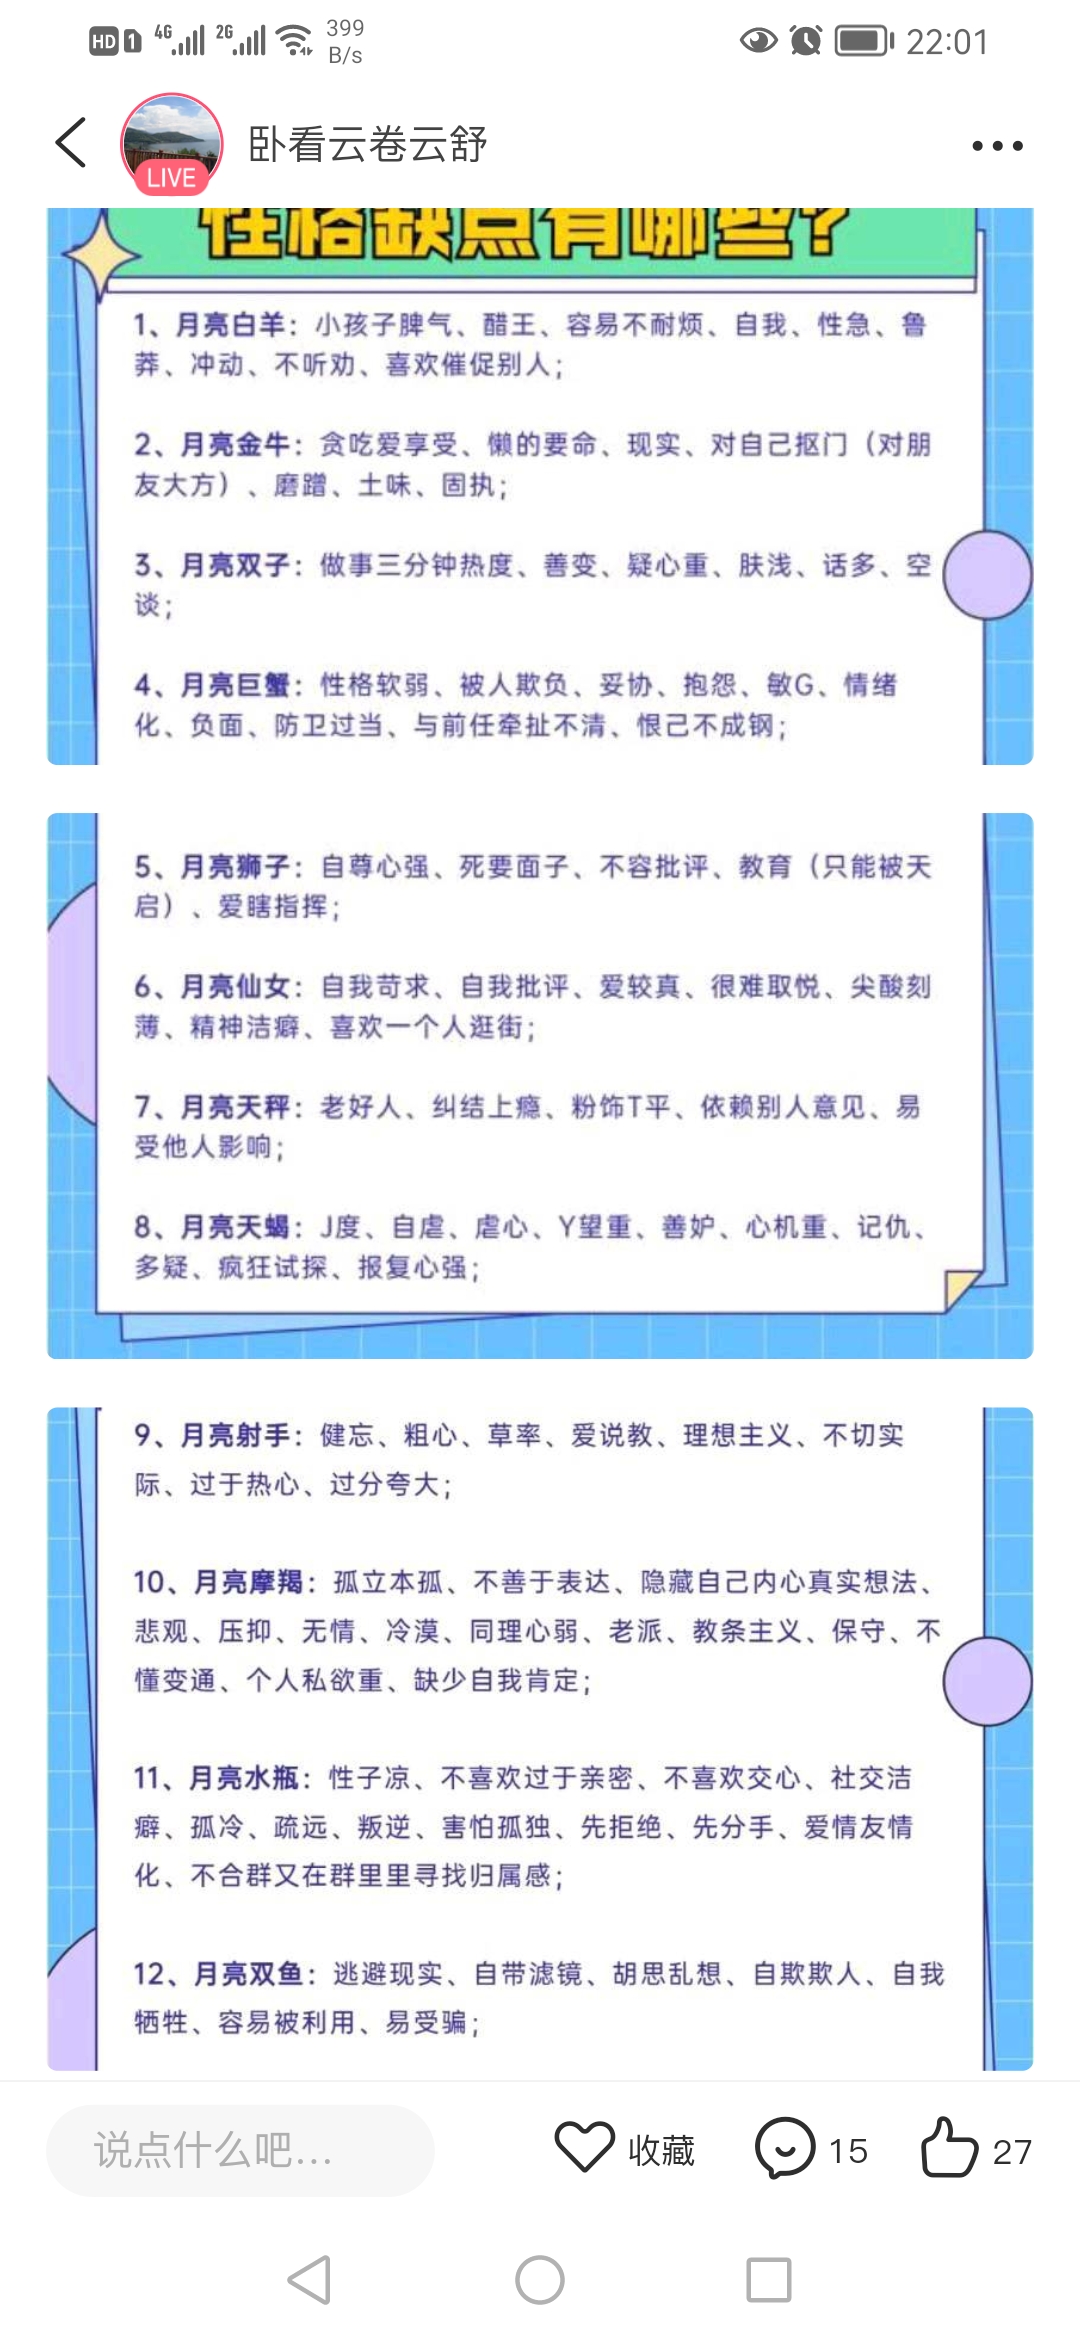 HD 1 4G 2G 399 B/s 22:01
卧看云卷云舒
LIVE
性格缺点有哪些?
1、月亮白羊：小孩子脾气、醋王、容易不耐烦、自我、性急、鲁
莽、冲动、不听劝、喜欢催促别人；
2、月亮金牛：贪吃爱享受、懒的要命、现实、对自己抠门（对朋
友大方）、磨蹭、土味、固执；
3、月亮双子：做事三分钟热度、善变、疑心重、肤浅、话多、空
谈；
4、月亮巨蟹：性格软弱、被人欺负、妥协、抱怨、敏G、情绪
化、负面、防卫过当、与前任牵扯不清、恨己不成钢；
5、月亮狮子：自尊心强、死要面子、不容批评、教育（只能被天
启）、爱瞎指挥；
6、月亮仙女：自我苛求、自我批评、爱较真、很难取悦、尖酸刻
薄、精神洁癖、喜欢一个人逛街；
7、月亮天秤：老好人、纠结上瘾、粉饰T平、依赖别人意见、易
受他人影响；
8、月亮天蝎：J度、自虐、虐心、Y望重、善妒、心机重、记仇、
多疑、疯狂试探、报复心强；
9、月亮射手：健忘、粗心、草率、爱说教、理想主义、不切实
际、过于热心、过分夸大；
10、月亮摩羯：孤立本孤、不善于表达、隐藏自己内心真实想法、
悲观、压抑、无情、冷漠、同理心弱、老派、教条主义、保守、不
懂变通、个人私欲重、缺少自我肯定；
11、月亮水瓶：性子凉、不喜欢过于亲密、不喜欢交心、社交洁
癖、孤冷、疏远、叛逆、害怕孤独、先拒绝、先分手、爱情友情
化、不合群又在群里里寻找归属感；
12、月亮双鱼：逃避现实、自带滤镜、胡思乱想、自欺欺人、自我
牺牲、容易被利用、易受骗；
说点什么吧... 收藏 15 27